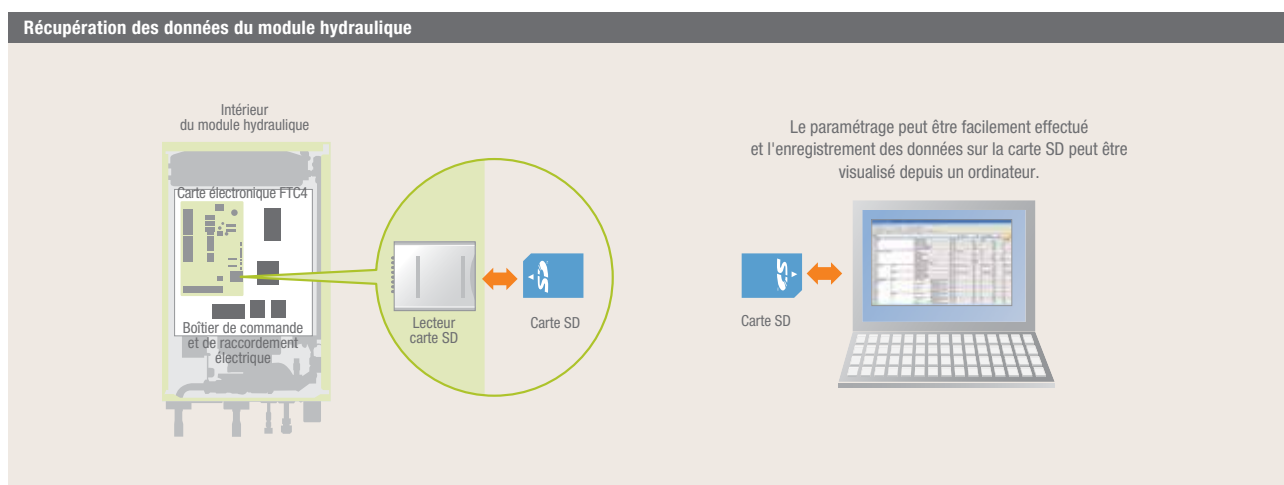 Récupération des données du module hydraulique
Intérieur
du module hydraulique
Carte électronique FTC4
Boîtier de commande
et de raccordement
électrique
Lecteur
carte SD
Carte SD
Le paramétrage peut être facilement effectué
et l'enregistrement des données sur la carte SD peut être
visualisé depuis un ordinateur.
Carte SD